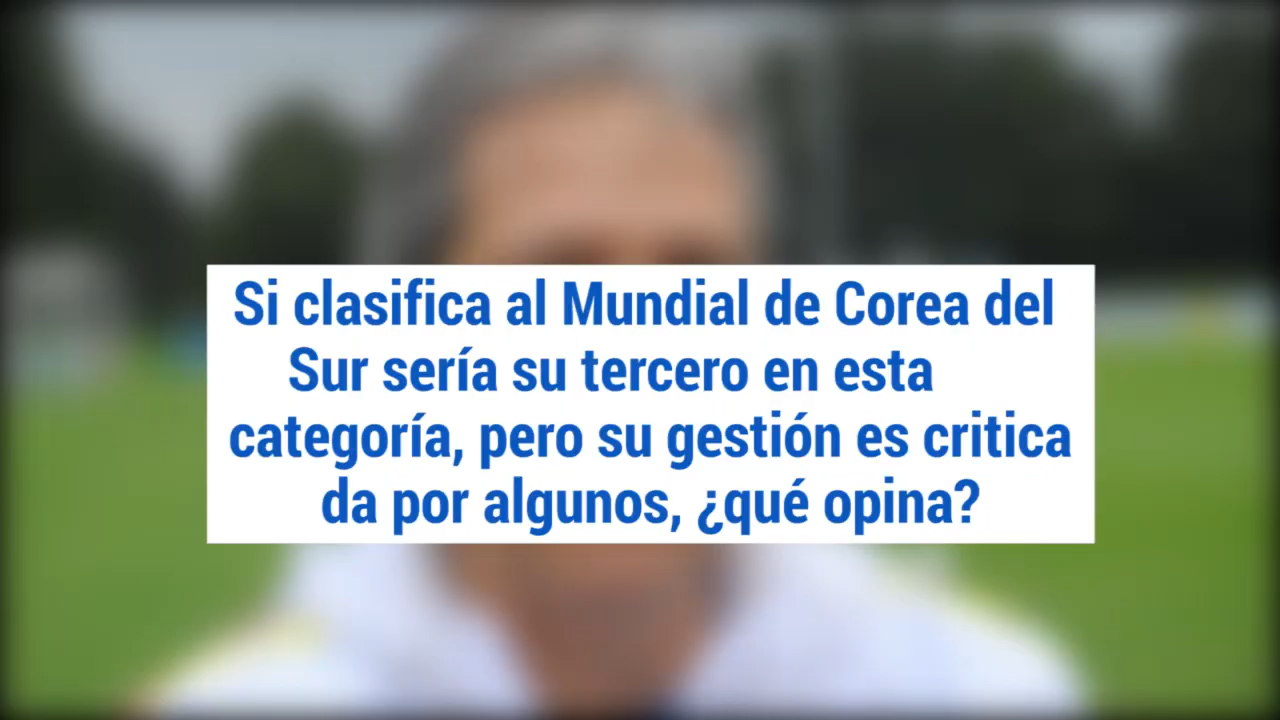 Si clasifica al Mundial de Corea del
Sur sería su tercero en esta
categoría, pero su gestión es critica
da por algunos, ¿qué opina?